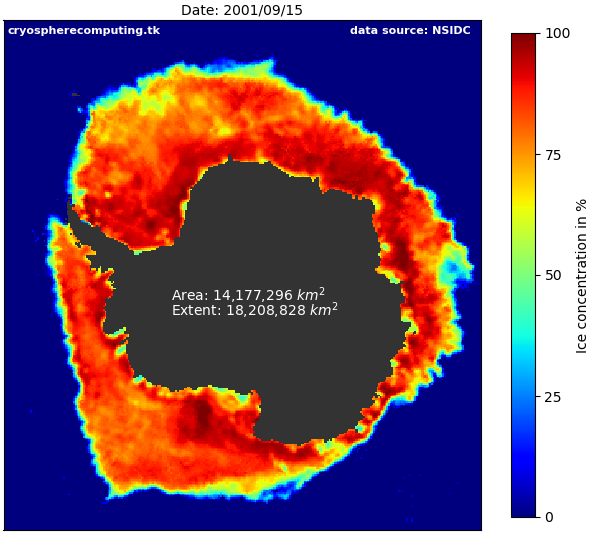 Date: 2001/09/15
cryospherecomputing.tk
data source: NSIDC
Area: 14,177,296 km²
Extent: 18,208,828 km²
100
75
50
25
0
Ice concentration in %